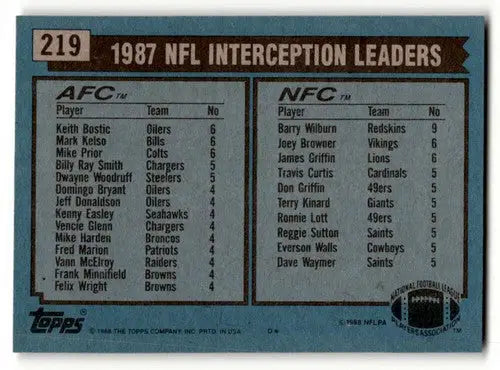 219
1987 NFL INTERCEPTION LEADERS
AFC TM
Player Team No
Keith Bostic Oilers 6
Mark Kelso Bills 6
Mike Prior Colts 6
Billy Ray Smith Chargers 5
Dwayne Woodruff Steelers 5
Domingo Bryant Oilers 4
Jeff Donaldson Oilers 4
Kenny Easley Seahawks 4
Vencie Glenn Chargers 4
Mike Harden Broncos 4
Fred Marion Patriots 4
Vann McElroy Raiders 4
Frank Minnifield Browns 4
Felix Wright Browns 4
NFC TM
Player Team No
Barry Wilburn Redskins 9
Joey Browner Vikings 6
James Griffin Lions 6
Travis Curtis Cardinals 5
Don Griffin 49ers 5
Terry Kinard Giants 5
Ronnie Lott 49ers 5
Reggie Sutton Saints 5
Everson Walls Cowboys 5
Dave Waymer Saints 5
NATIONAL FOOTBALL LEAGUE
PLAYERS ASSOCIATION
TM
Topps
© 1988 THE TOPPS COMPANY, INC. PRTD. IN U.S.A. D* © 1988 NFLPA